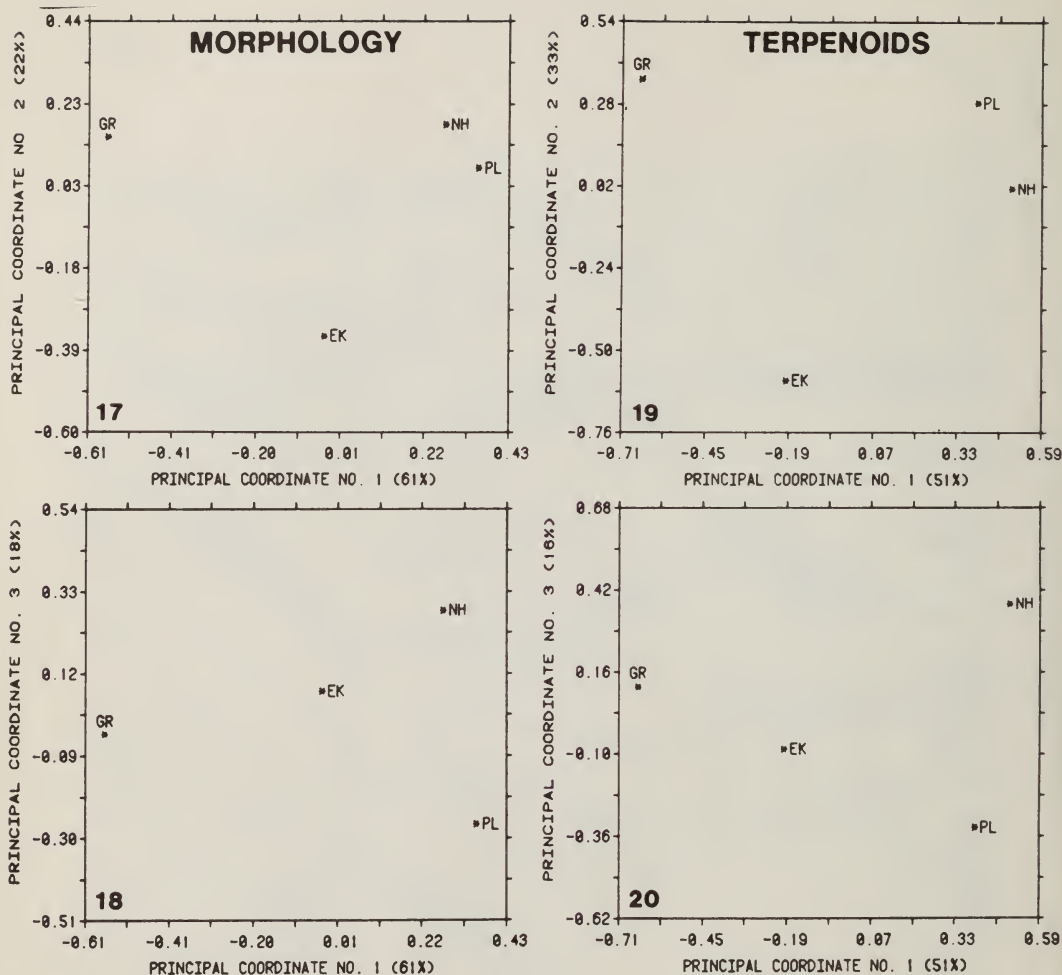 MORPHOLOGY
PRINCIPAL COORDINATE NO 2 (22%)
0.44
0.23
0.03
-0.18
-0.39
-0.60
GR
NH
PL
EK
17
-0.61 -0.41 -0.20 0.01 0.22 0.43
PRINCIPAL COORDINATE NO. 1 (61%)
TERPENOIDS
PRINCIPAL COORDINATE NO. 2 (33%)
0.54
0.28
0.02
-0.24
-0.50
-0.76
GR
PL
NH
EK
19
-0.71 -0.45 -0.19 0.07 0.33 0.59
PRINCIPAL COORDINATE NO. 1 (51%)
PRINCIPAL COORDINATE NO. 3 (18%)
0.54
0.33
0.12
-0.09
-0.30
-0.51
NH
EK
GR
PL
18
-0.61 -0.41 -0.20 0.01 0.22 0.43
PRINCIPAL COORDINATE NO. 1 (61%)
PRINCIPAL COORDINATE NO. 3 (16%)
0.68
0.42
0.16
-0.10
-0.36
-0.62
NH
GR
EK
PL
20
-0.71 -0.45 -0.19 0.07 0.33 0.59
PRINCIPAL COORDINATE NO. 1 (51%)